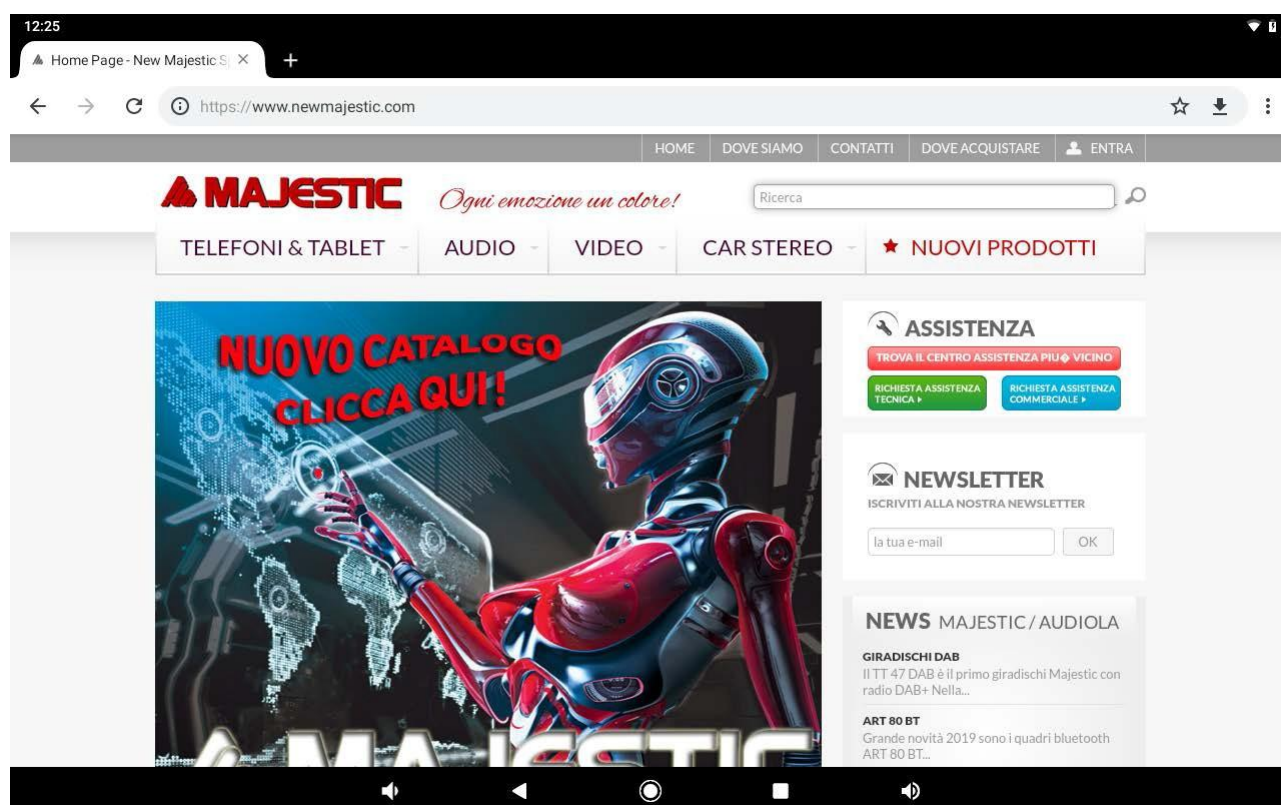 12:25
Home Page - New Majestic S
https://www.newmajestic.com
HOME DOVE SIAMO CONTATTI DOVE ACQUISTARE ENTRA
MAJESTIC Ogni emozione un colore! Ricerca
TELEFONI & TABLET AUDIO VIDEO CAR STEREO NUOVI PRODOTTI
NUOVO CATALOGO
CLICCA QUI!
MAJESTIC
ASSISTENZA
TROVA IL CENTRO ASSISTENZA PIU� VICINO
RICHIESTA ASSISTENZA
TECNICA
RICHIESTA ASSISTENZA
COMMERCIALE
NEWSLETTER
ISCRIVITI ALLA NOSTRA NEWSLETTER
la tua e-mail OK
NEWS MAJESTIC / AUDIOLA
GIRADISCHI DAB
Il TT 47 DAB è il primo giradischi Majestic con
radio DAB+ Nella...
ART 80 BT
Grande novità 2019 sono i quadri bluetooth
ART 80 BT...